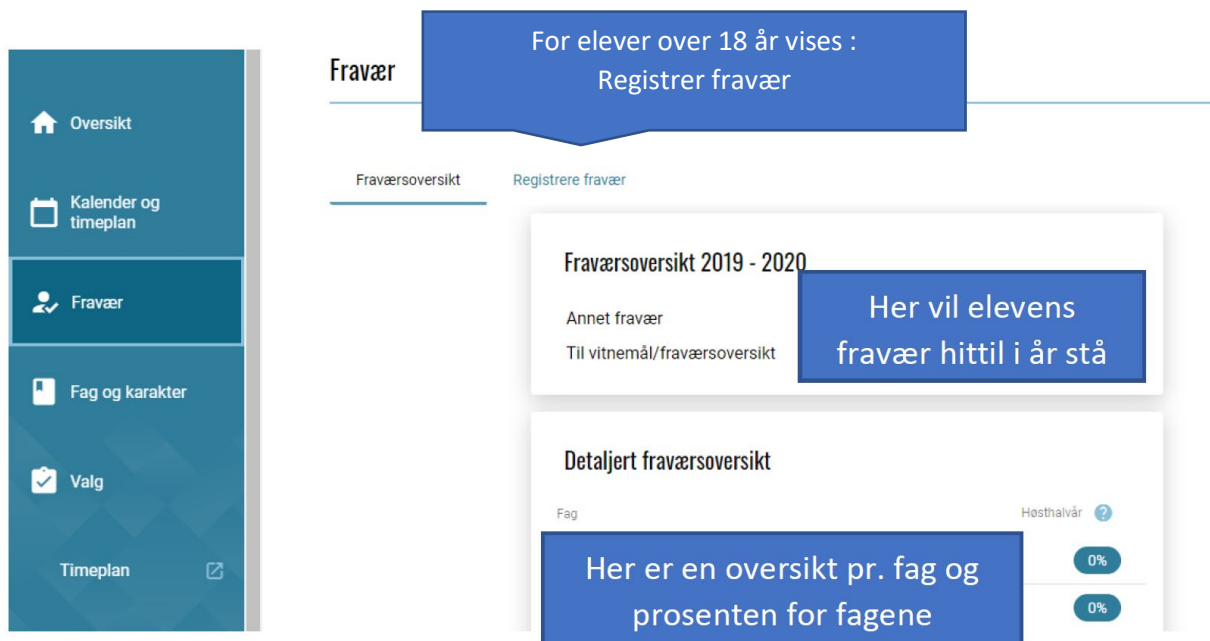 For elever over 18 år vises :
Registrer fravær
Fravær
Oversikt
Kalender og
timeplan
Fravær
Fag og karakter
Valg
Timeplan
Fraværsoversikt
Registrere fravær
Fraværsoversikt 2019 - 2020
Annet fravær
Til vitnemål/fraværsoversikt
Her vil elevens
fravær hittil i år stå
Detaljert fraværsoversikt
Fag
Høsthalvår ?
Her er en oversikt pr. fag og
prosenten for fagene
0%
0%